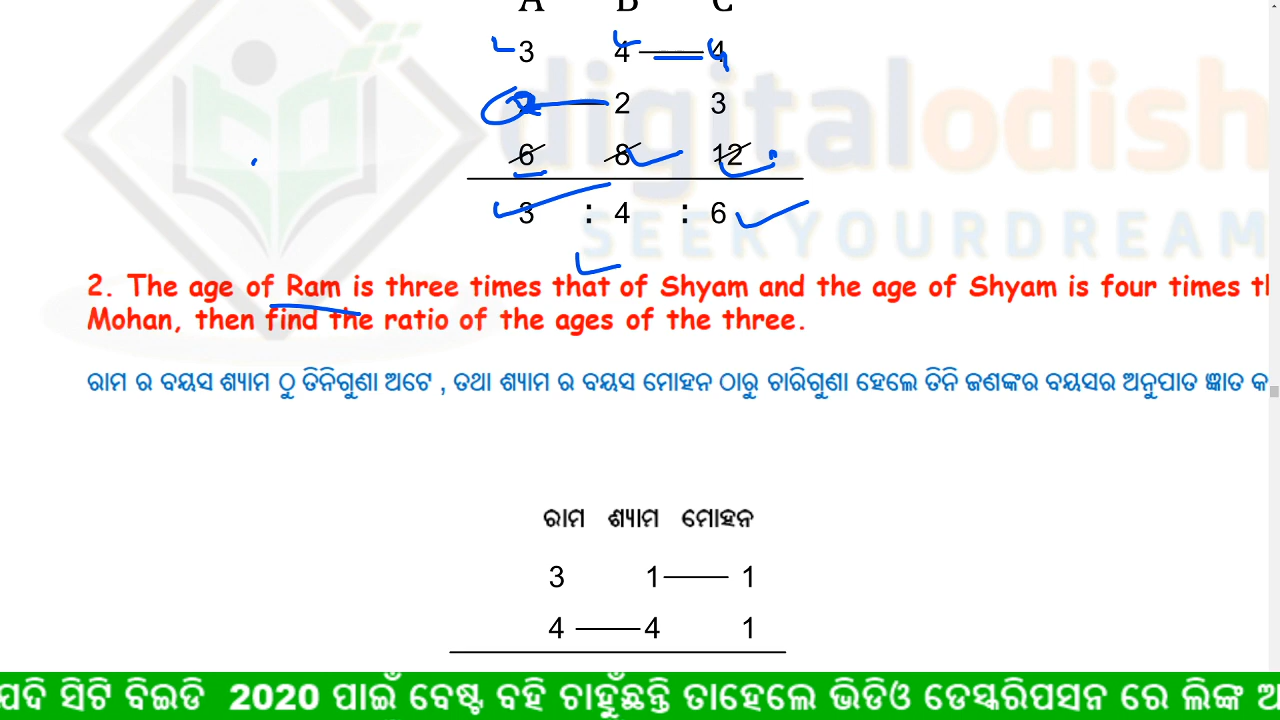 A B C
3 4 4
2 3
6 8 12
3 : 4 : 6
digitalodish
SEEKYOURDREAM
2. The age of Ram is three times that of Shyam and the age of Shyam is four times
Mohan, then find the ratio of the ages of the three.
ରାମ ର ବୟସ ଶ୍ୟାମ ଠୁ ତିନିଗୁଣା ଅଟେ , ତଥା ଶ୍ୟାମ ର ବୟସ ମୋହନ ଠାରୁ ଚାରିଗୁଣା ହେଲେ ତିନି ଜଣଙ୍କର ବୟସର ଅନୁପାତ ଜ୍ଞାତ କ
ରାମ ଶ୍ୟାମ ମୋହନ
3 1 1
4 4 1
ଯଦି ସିଟି ବିଇଡି 2020 ପାଇଁ ବେଷ୍ଟ ବହି ଚାହୁଁଛନ୍ତି ତାହେଲେ ଭିଡିଓ ଡେସ୍କରିପସନ ରେ ଲିଙ୍କ ଅ